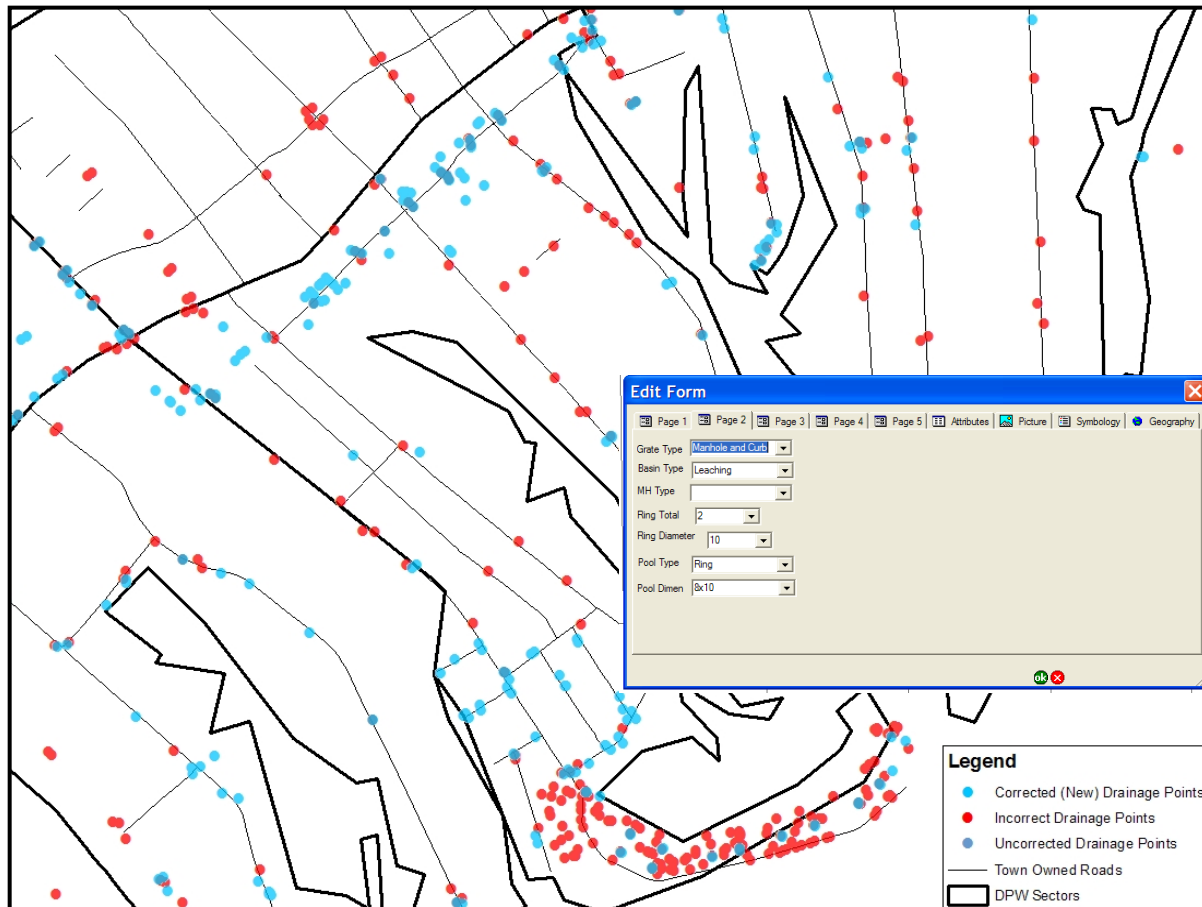 Edit Form
Page 1 Page 2 Page 3 Page 4 Page 5 Attributes Picture Symbology Geography
Grate Type Manhole and Curb
Basin Type Leaching
MH Type
Ring Total 2
Ring Diameter 10
Pool Type Ring
Pool Dimen 8x10
ok
Legend
Corrected (New) Drainage Points
Incorrect Drainage Points
Uncorrected Drainage Points
Town Owned Roads
DPW Sectors